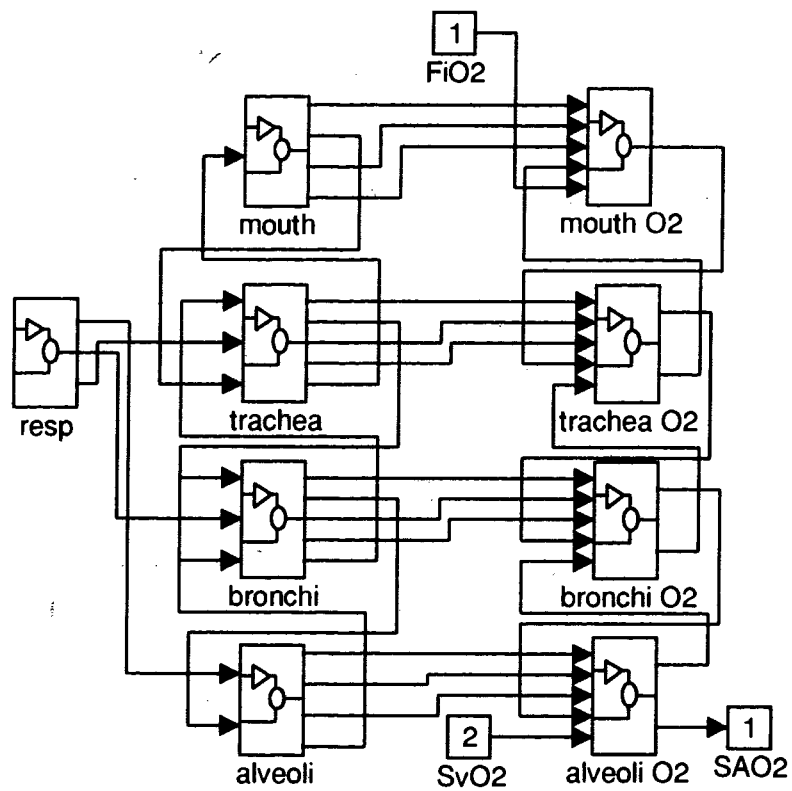 1
FiO2
mouth
mouth O2
resp
trachea
trachea O2
bronchi
bronchi O2
2
1
alveoli
SvO2
alveoli O2
SAO2